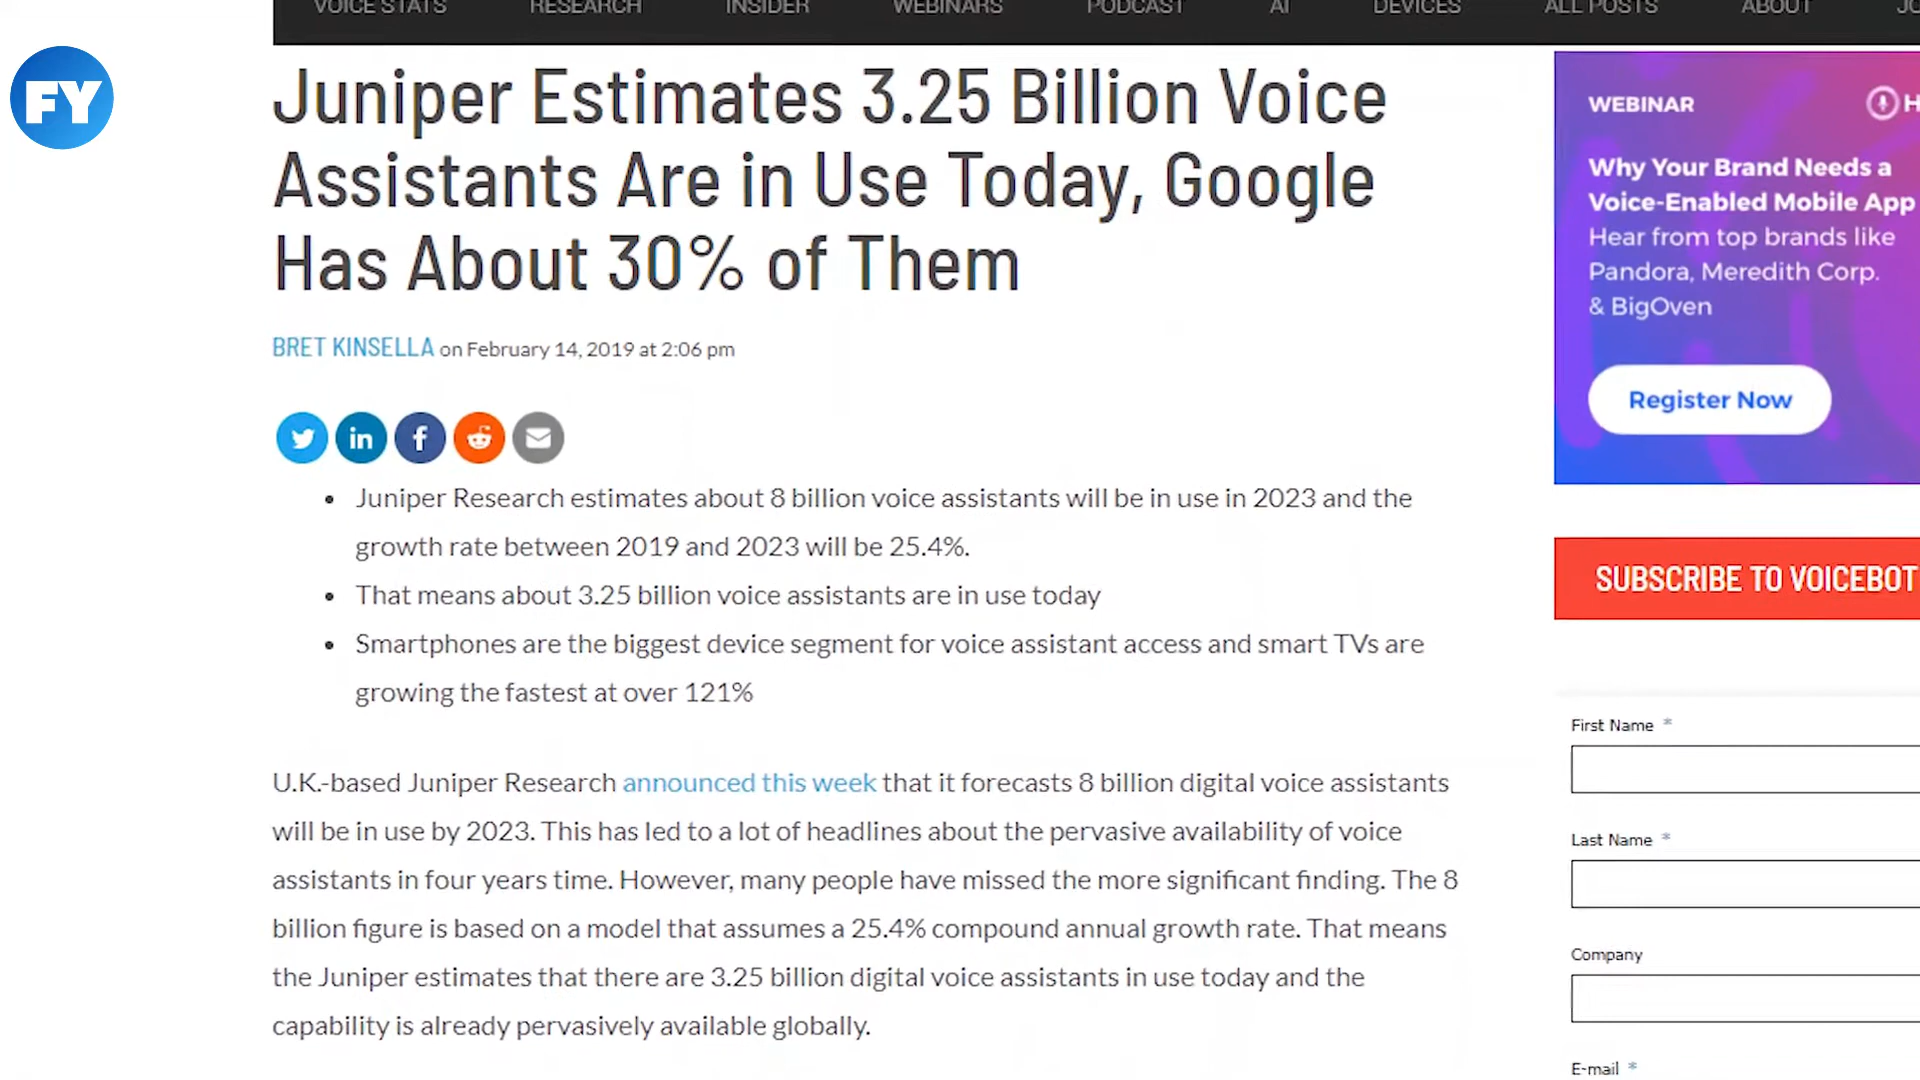 VOICE STATS RESEARCH INSIDER WEBINARS PODCAST AI DEVICES ALL POSTS ABOUT
FY
Juniper Estimates 3.25 Billion Voice
Assistants Are in Use Today, Google
Has About 30% of Them
BRET KINSELLA on February 14, 2019 at 2:06 pm
• Juniper Research estimates about 8 billion voice assistants will be in use in 2023 and the
growth rate between 2019 and 2023 will be 25.4%.
• That means about 3.25 billion voice assistants are in use today
• Smartphones are the biggest device segment for voice assistant access and smart TVs are
growing the fastest at over 121%
U.K.-based Juniper Research announced this week that it forecasts 8 billion digital voice assistants
will be in use by 2023. This has led to a lot of headlines about the pervasive availability of voice
assistants in four years time. However, many people have missed the more significant finding. The 8
billion figure is based on a model that assumes a 25.4% compound annual growth rate. That means
the Juniper estimates that there are 3.25 billion digital voice assistants in use today and the
capability is already pervasively available globally.
WEBINAR
Why Your Brand Needs a
Voice-Enabled Mobile App
Hear from top brands like
Pandora, Meredith Corp.
& BigOven
Register Now
SUBSCRIBE TO VOICEBOT
First Name *
Last Name *
Company
E-mail *